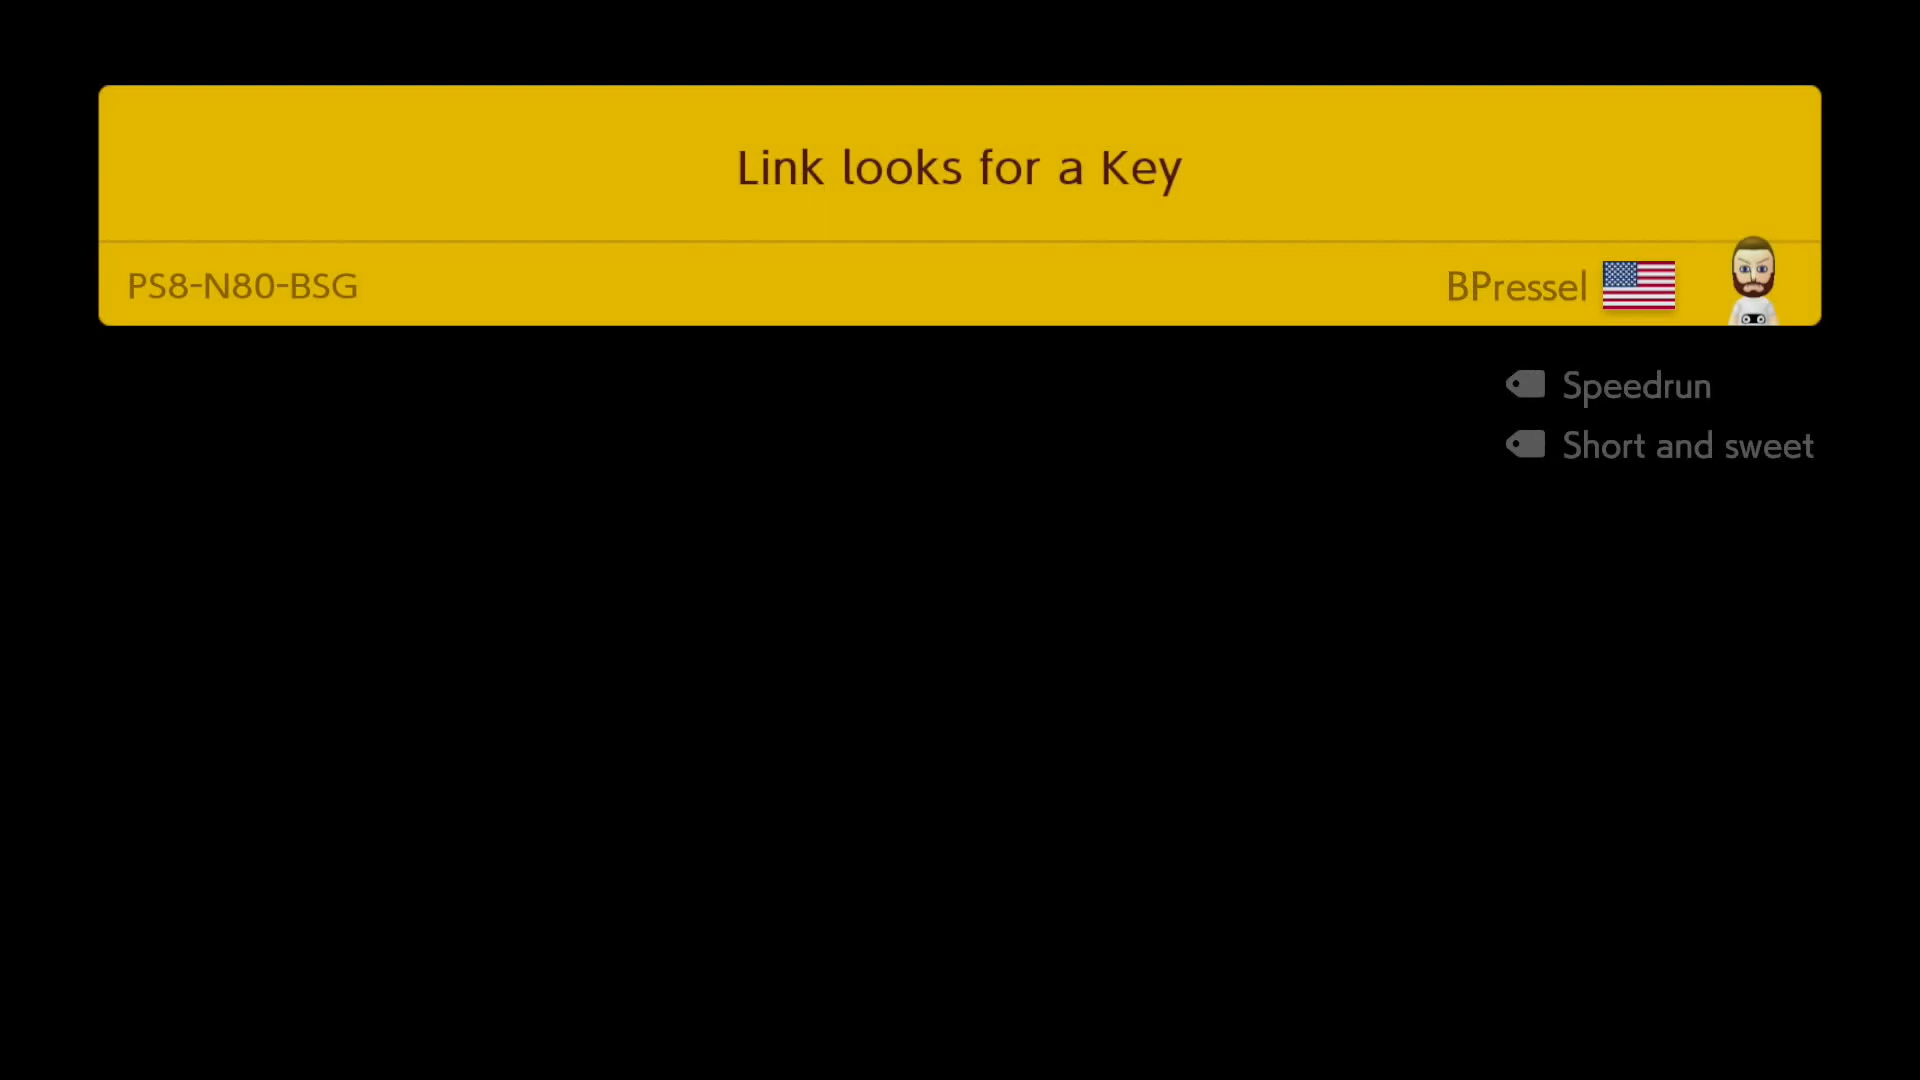 Link looks for a Key
PS8-N80-BSG
BPressel
Speedrun
Short and sweet